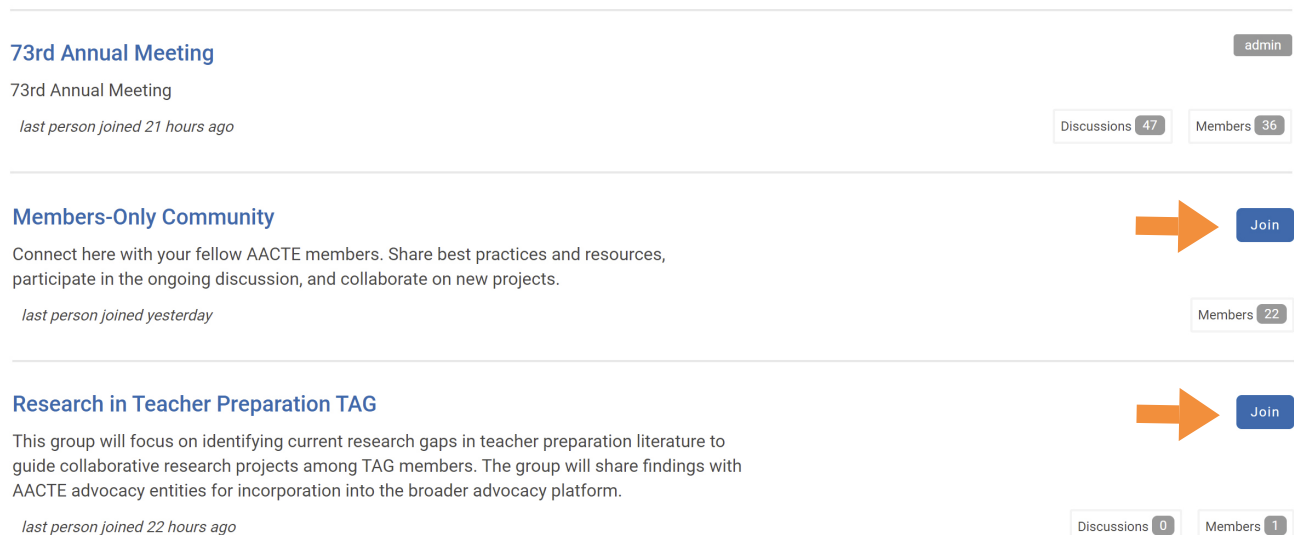 73rd Annual Meeting
admin
73rd Annual Meeting
last person joined 21 hours ago
Discussions 47
Members 36
Members-Only Community
Join
Connect here with your fellow AACTE members. Share best practices and resources,
participate in the ongoing discussion, and collaborate on new projects.
last person joined yesterday
Members 22
Research in Teacher Preparation TAG
Join
This group will focus on identifying current research gaps in teacher preparation literature to
guide collaborative research projects among TAG members. The group will share findings with
AACTE advocacy entities for incorporation into the broader advocacy platform.
last person joined 22 hours ago
Discussions 0
Members 1